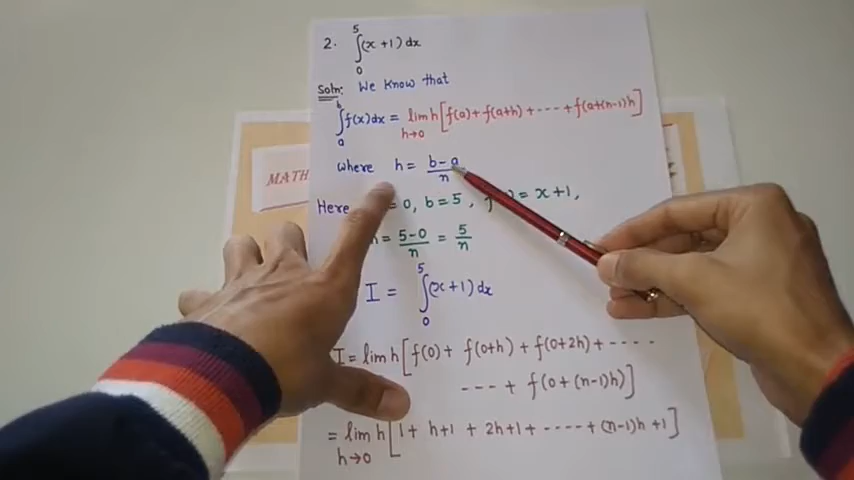 2. ∫₀⁵ (x+1) dx
Soln: We know that
∫ₐᵇ f(x)dx = lim h→0 h[f(a) + f(a+h) + ---- + f(a+(n-1)h]
MATH
where h = (b-a)/n
Here = 0, b = 5, = x+1,
= (5-0)/n = 5/n
I = ∫₀⁵ (x+1) dx
I = lim h[f(0) + f(0+h) + f(0+2h) + ----
--- + f(0+(n-1)h)]
= lim h→0 h[1 + h+1 + 2h+1 + ---- + (n-1)h +1]